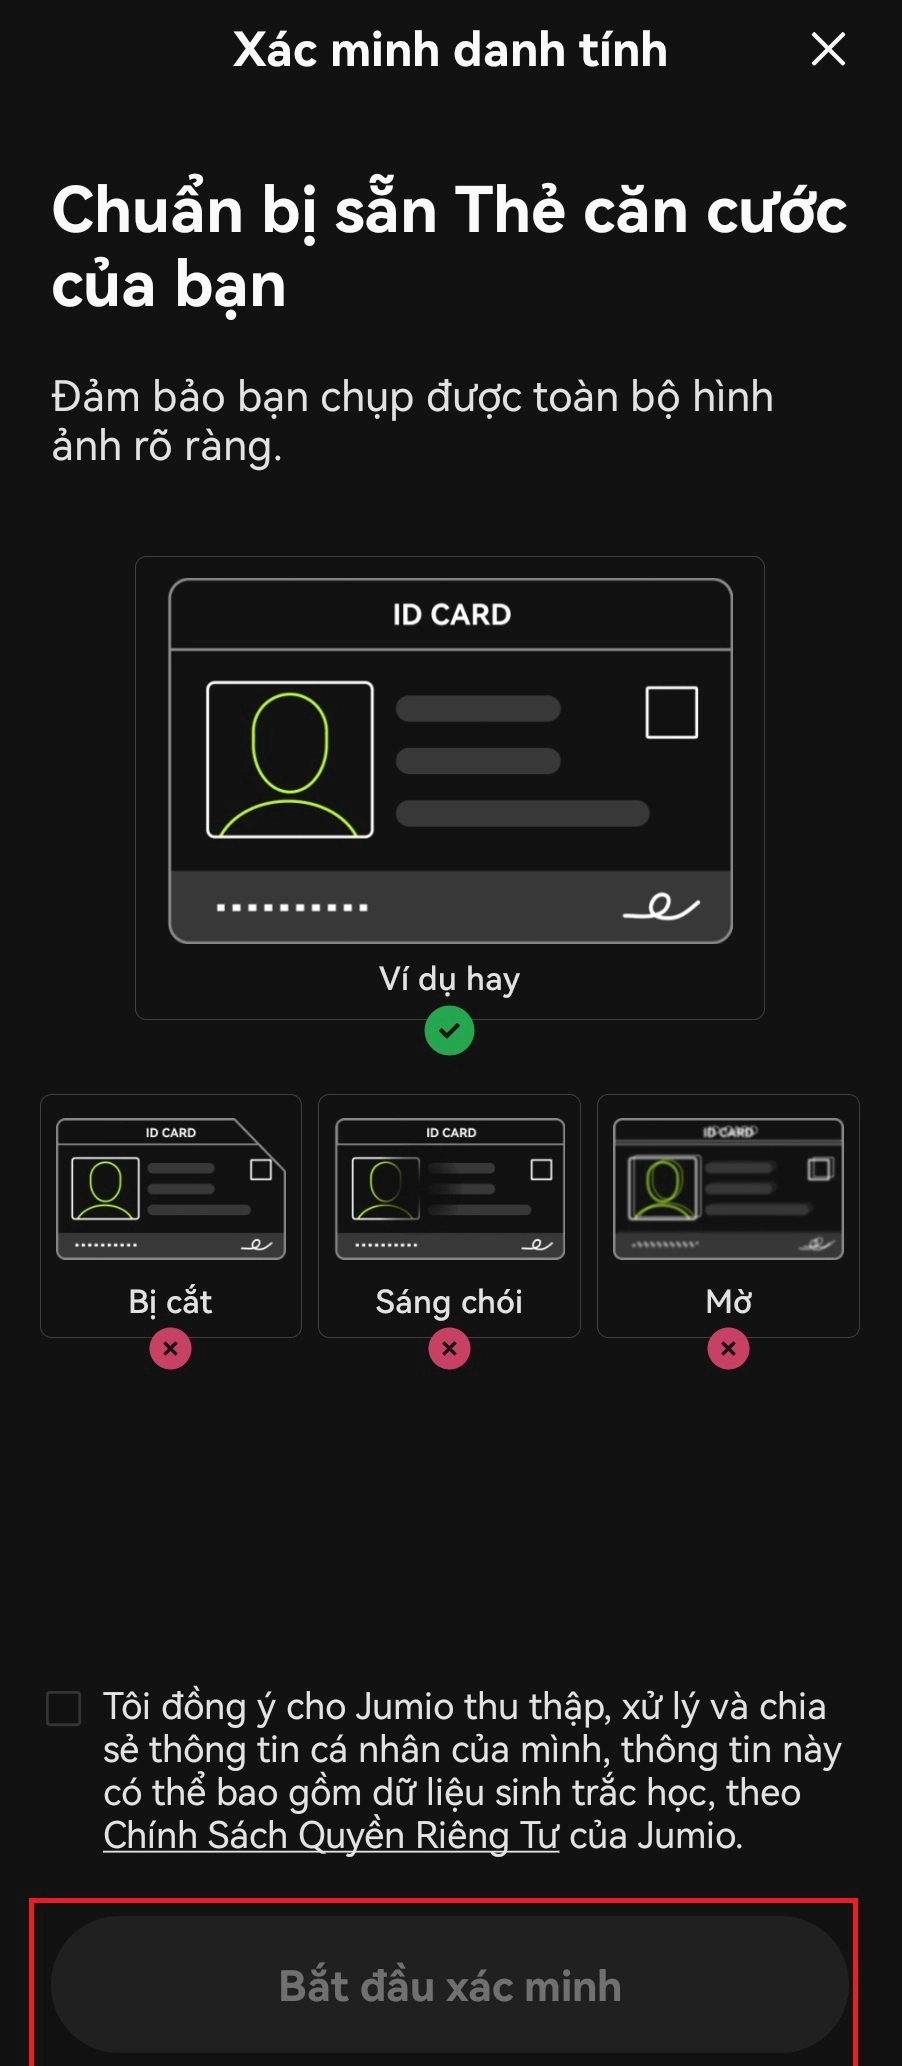 Xác minh danh tính
Chuẩn bị sẵn Thẻ căn cước
của bạn
Đảm bảo bạn chụp được toàn bộ hình
ảnh rõ ràng.
ID CARD
Ví dụ hay
ID CARD
ID CARD
ID CARD
Bị cắt
Sáng chói
Mờ
Tôi đồng ý cho Jumio thu thập, xử lý và chia
sẻ thông tin cá nhân của mình, thông tin này
có thể bao gồm dữ liệu sinh trắc học, theo
Chính Sách Quyền Riêng Tư của Jumio.
Bắt đầu xác minh